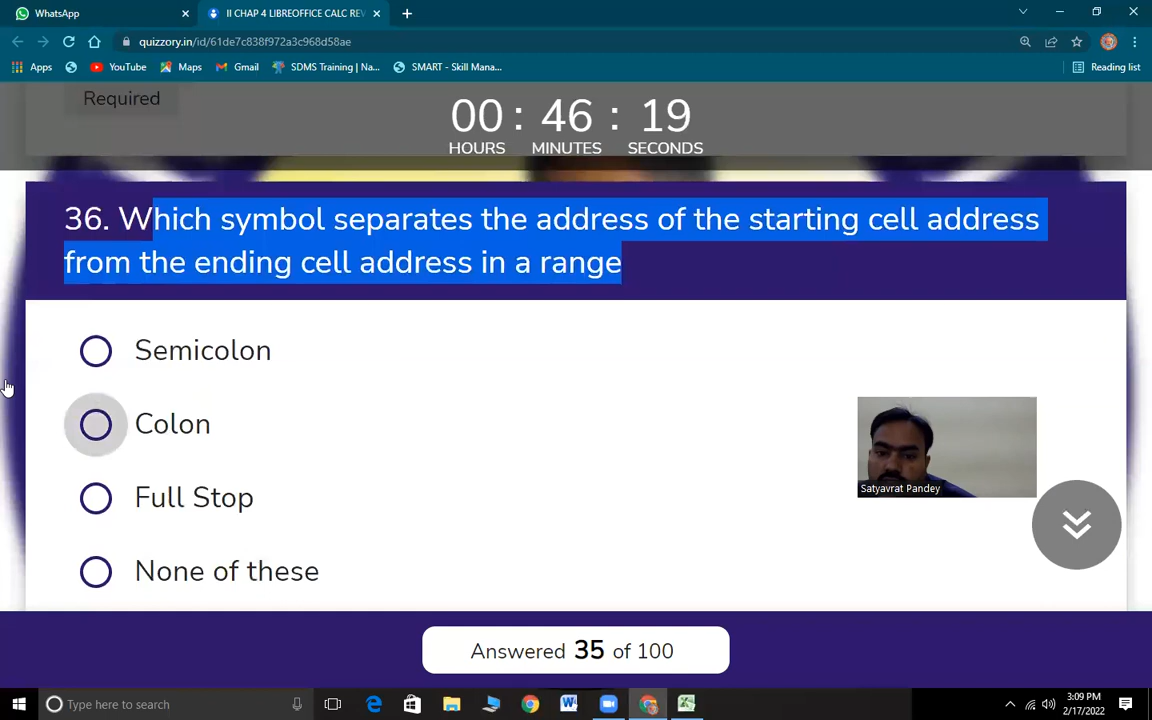 WhatsApp
II CHAP 4 LIBREOFFICE CALC REV
quizzory.in/id/61de7c838f972a3c968d58ae
Apps
YouTube
Maps
Gmail
SDMS Training | Na...
SMART - Skill Mana...
Reading list
Required
00 : 46 : 19
HOURS MINUTES SECONDS
36. Which symbol separates the address of the starting cell address
from the ending cell address in a range
Semicolon
Colon
Full Stop
None of these
Satyavrat Pandey
Answered 35 of 100
Type here to search
3:09 PM
2/17/2022